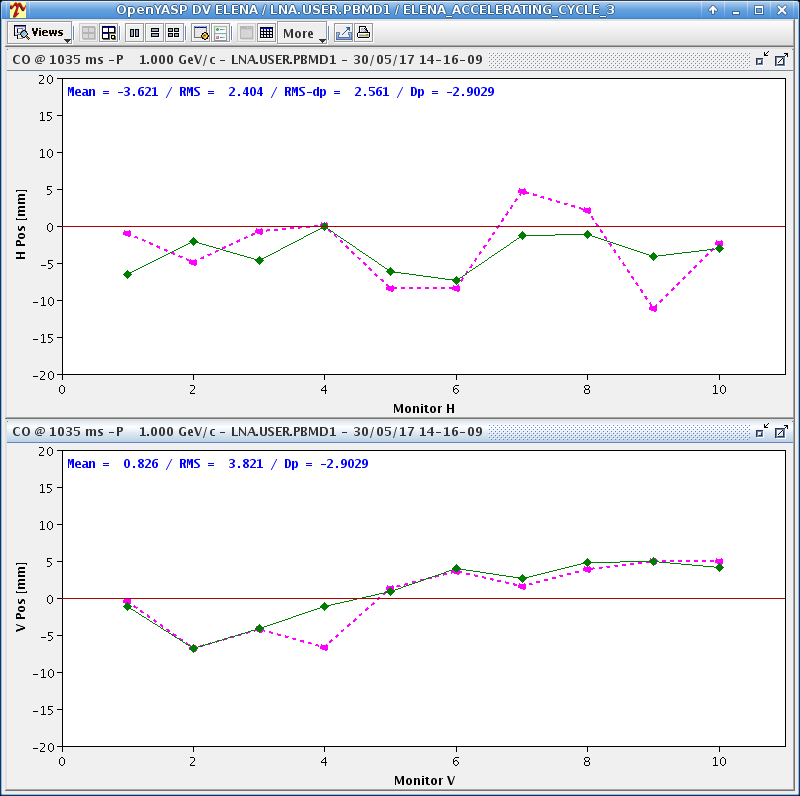 OpenYASP DV ELENA / LNA.USER.PBMD1 / ELENA_ACCELERATING_CYCLE_3
Views More
CO @ 1035 ms -P 1.000 GeV/c - LNA.USER.PBMD1 - 30/05/17 14-16-09
Mean = -3.621 / RMS = 2.404 / RMS-dp = 2.561 / Dp = -2.9029
H Pos [mm]
20
15
10
5
0
-5
-10
-15
-20
0 2 4 6 8 10
Monitor H
CO @ 1035 ms -P 1.000 GeV/c - LNA.USER.PBMD1 - 30/05/17 14-16-09
Mean = 0.826 / RMS = 3.821 / Dp = -2.9029
V Pos [mm]
20
15
10
5
0
-5
-10
-15
-20
0 2 4 6 8 10
Monitor V